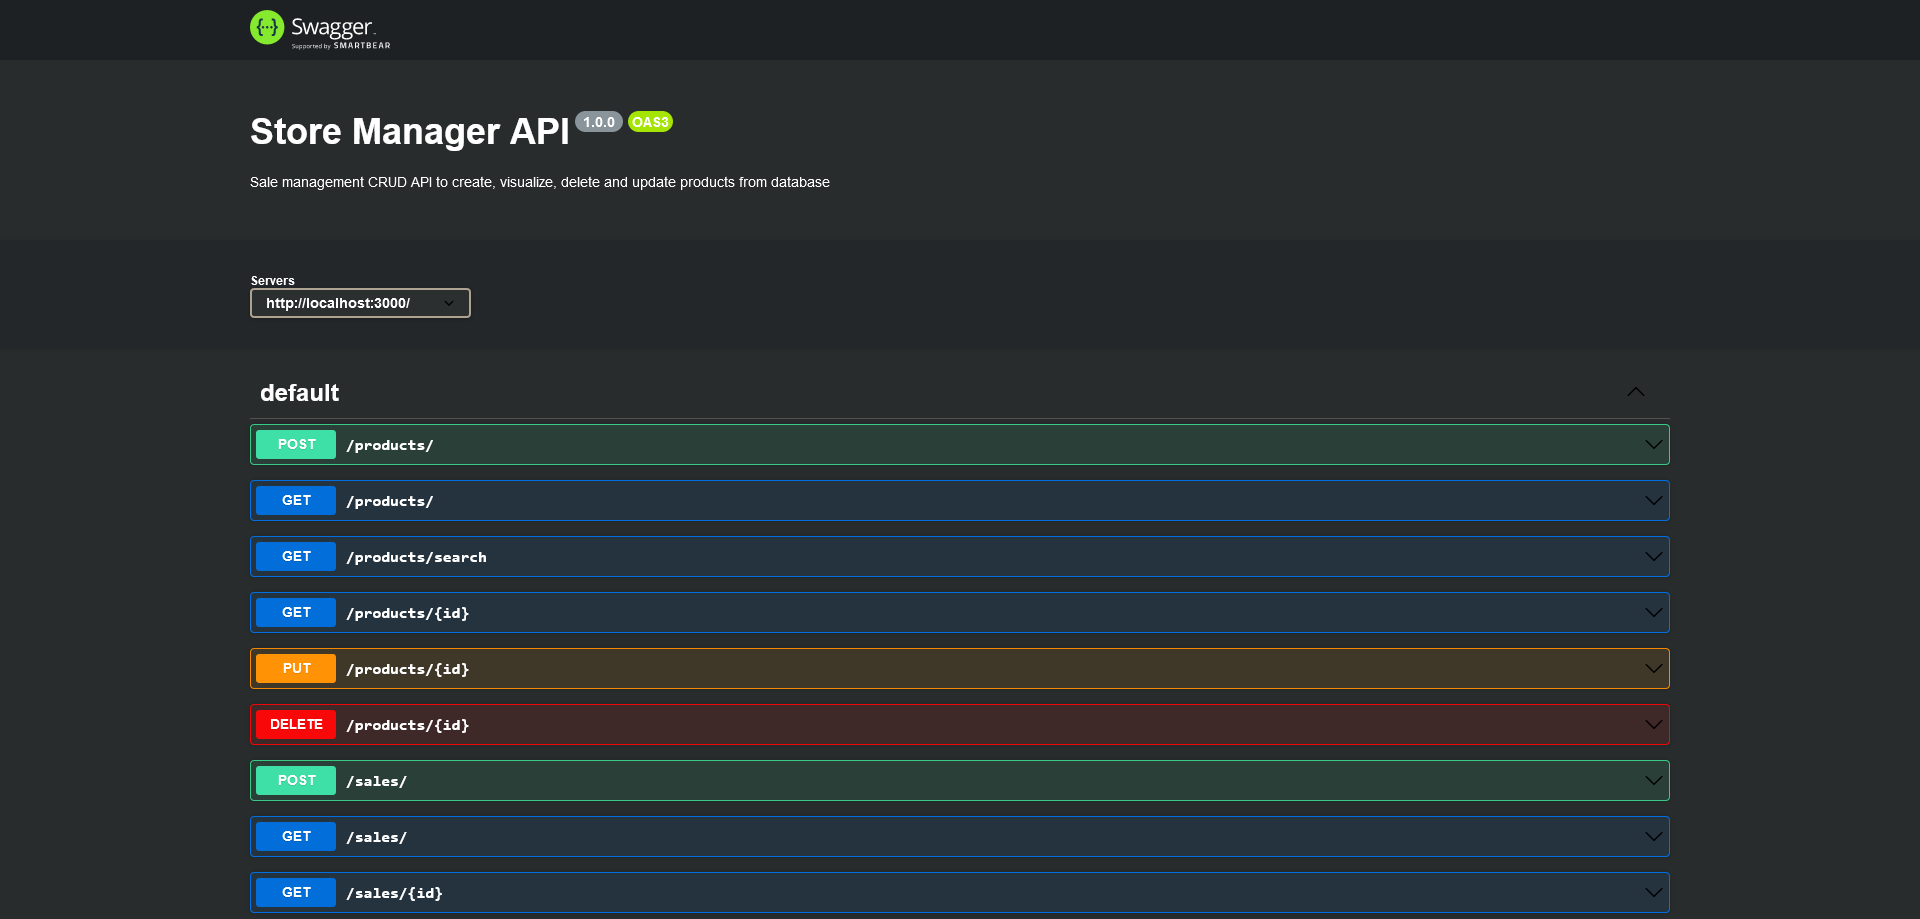 {···} Swagger.
Supported by SMARTBEAR
Store Manager API 1.0.0 OAS3
Sale management CRUD API to create, visualize, delete and update products from database
Servers
http://localhost:3000/
default
POST /products/
GET /products/
GET /products/search
GET /products/{id}
PUT /products/{id}
DELETE /products/{id}
POST /sales/
GET /sales/
GET /sales/{id}